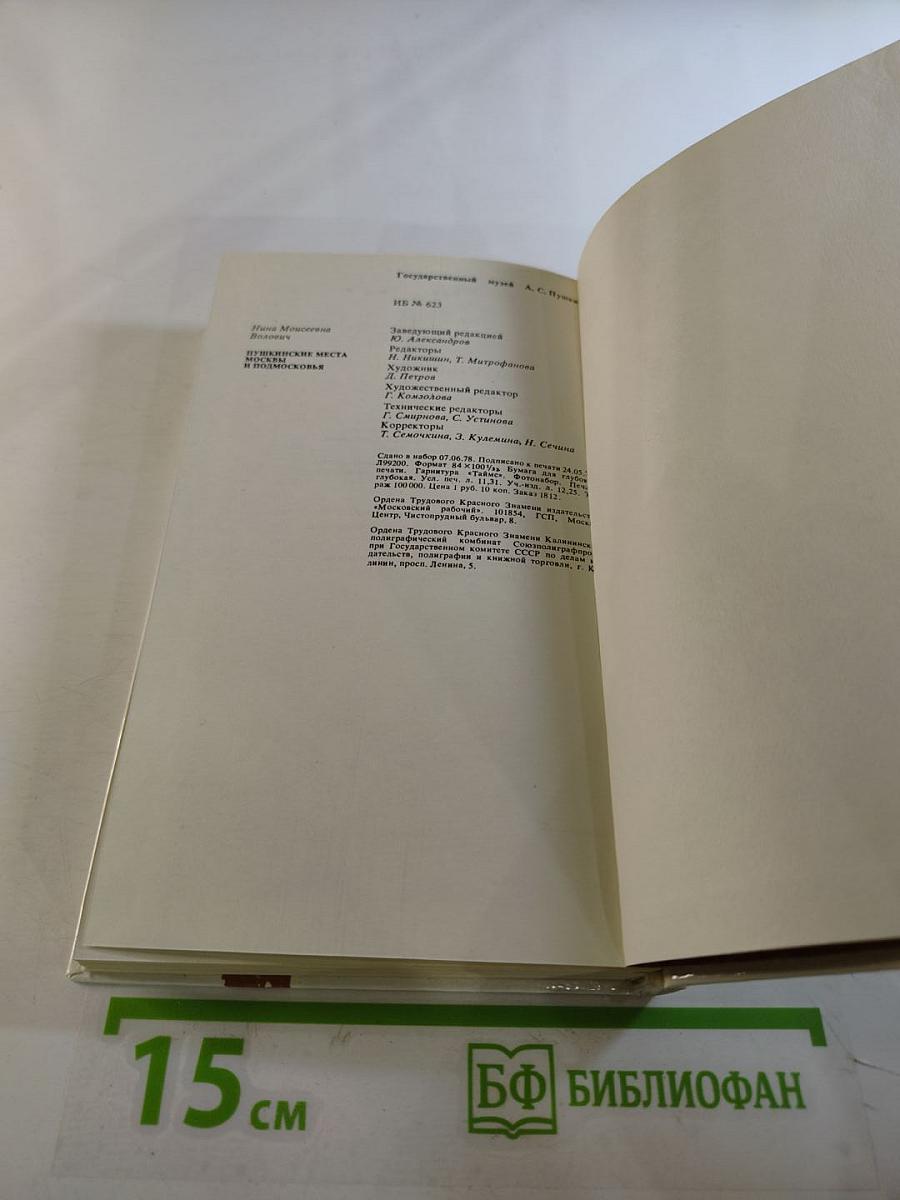 Государственный музей А. С. Пушк
ИБ № 623
Нина Моисеевна
Волович
ПУШКИНСКИЕ МЕСТА
МОСКВЫ
И ПОДМОСКОВЬЯ
Заведующий редакцией
Ю. Александров
Редакторы
Н. Никишин, Т. Митрофанова
Художник
Д. Петров
Художественный редактор
Г. Комзолова
Технические редакторы
Г. Смирнова, С. Устинова
Корректоры
Т. Семочкина, З. Кулемина, Н. Сечина
Сдано в набор 07.06.78. Подписано к печати 24.05.
Л99200. Формат 84×100 1/32. Бумага для глубок
печати. Гарнитура «Таймс». Фотонабор. Печа
глубокая. Усл. печ. л. 11,31. Уч.-изд. л. 12,25. Т
раж 100000. Цена 1 руб. 10 коп. Заказ 1812.
Ордена Трудового Красного Знамени издательст
«Московский рабочий». 101854, ГСП, Моск
Центр, Чистопрудный бульвар, 8.
Ордена Трудового Красного Знамени Калининск
полиграфический комбинат Союзполиграфпро
при Государственном комитете СССР по делам и
дательств, полиграфии и книжной торговли, г. К
линин, просп. Ленина, 5.
15 см
БФ БИБЛИОФАН